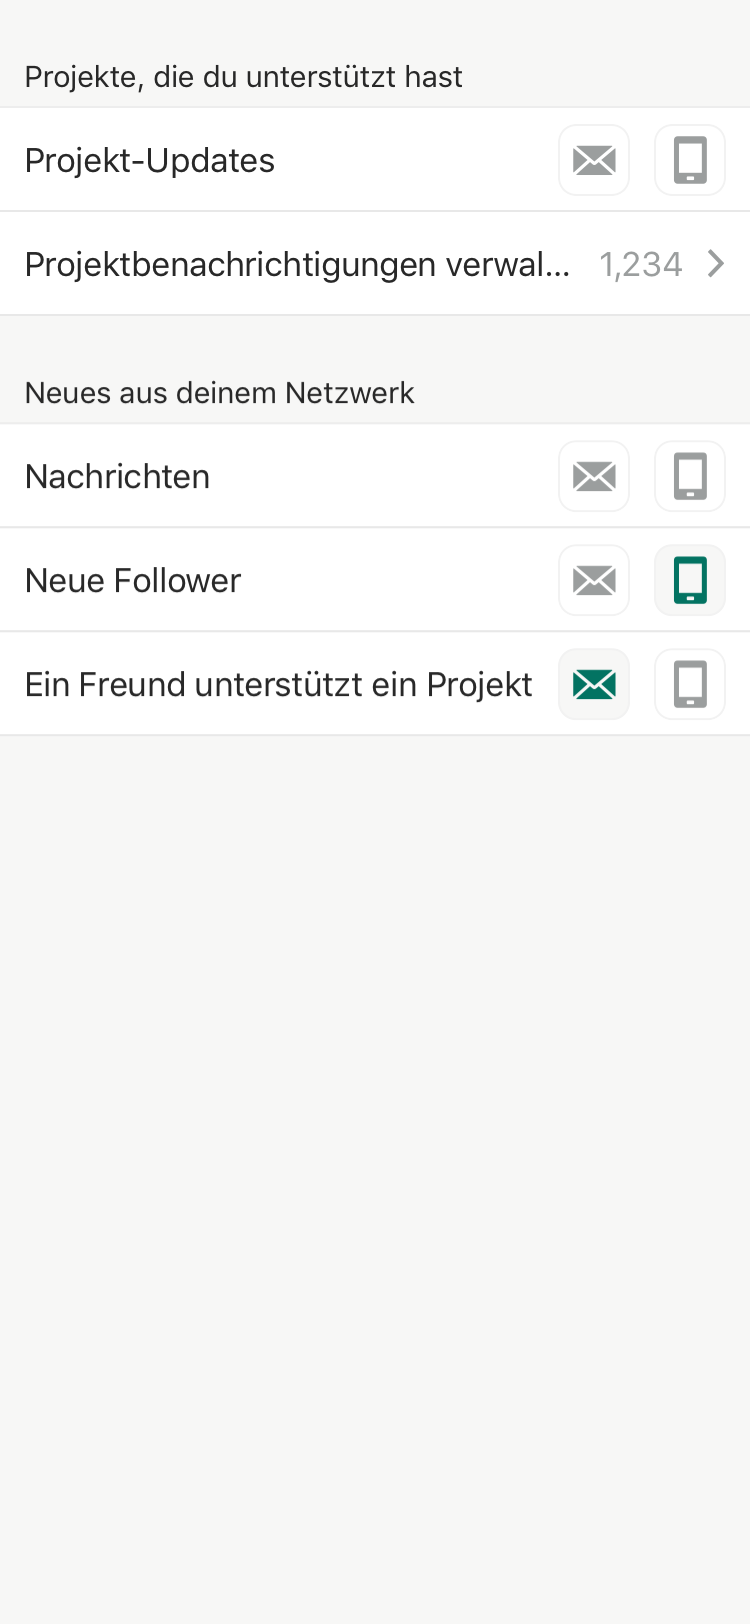 Projekte, die du unterstützt hast
Projekt-Updates
Projektbenachrichtigungen verwal... 1,234
Neues aus deinem Netzwerk
Nachrichten
Neue Follower
Ein Freund unterstützt ein Projekt